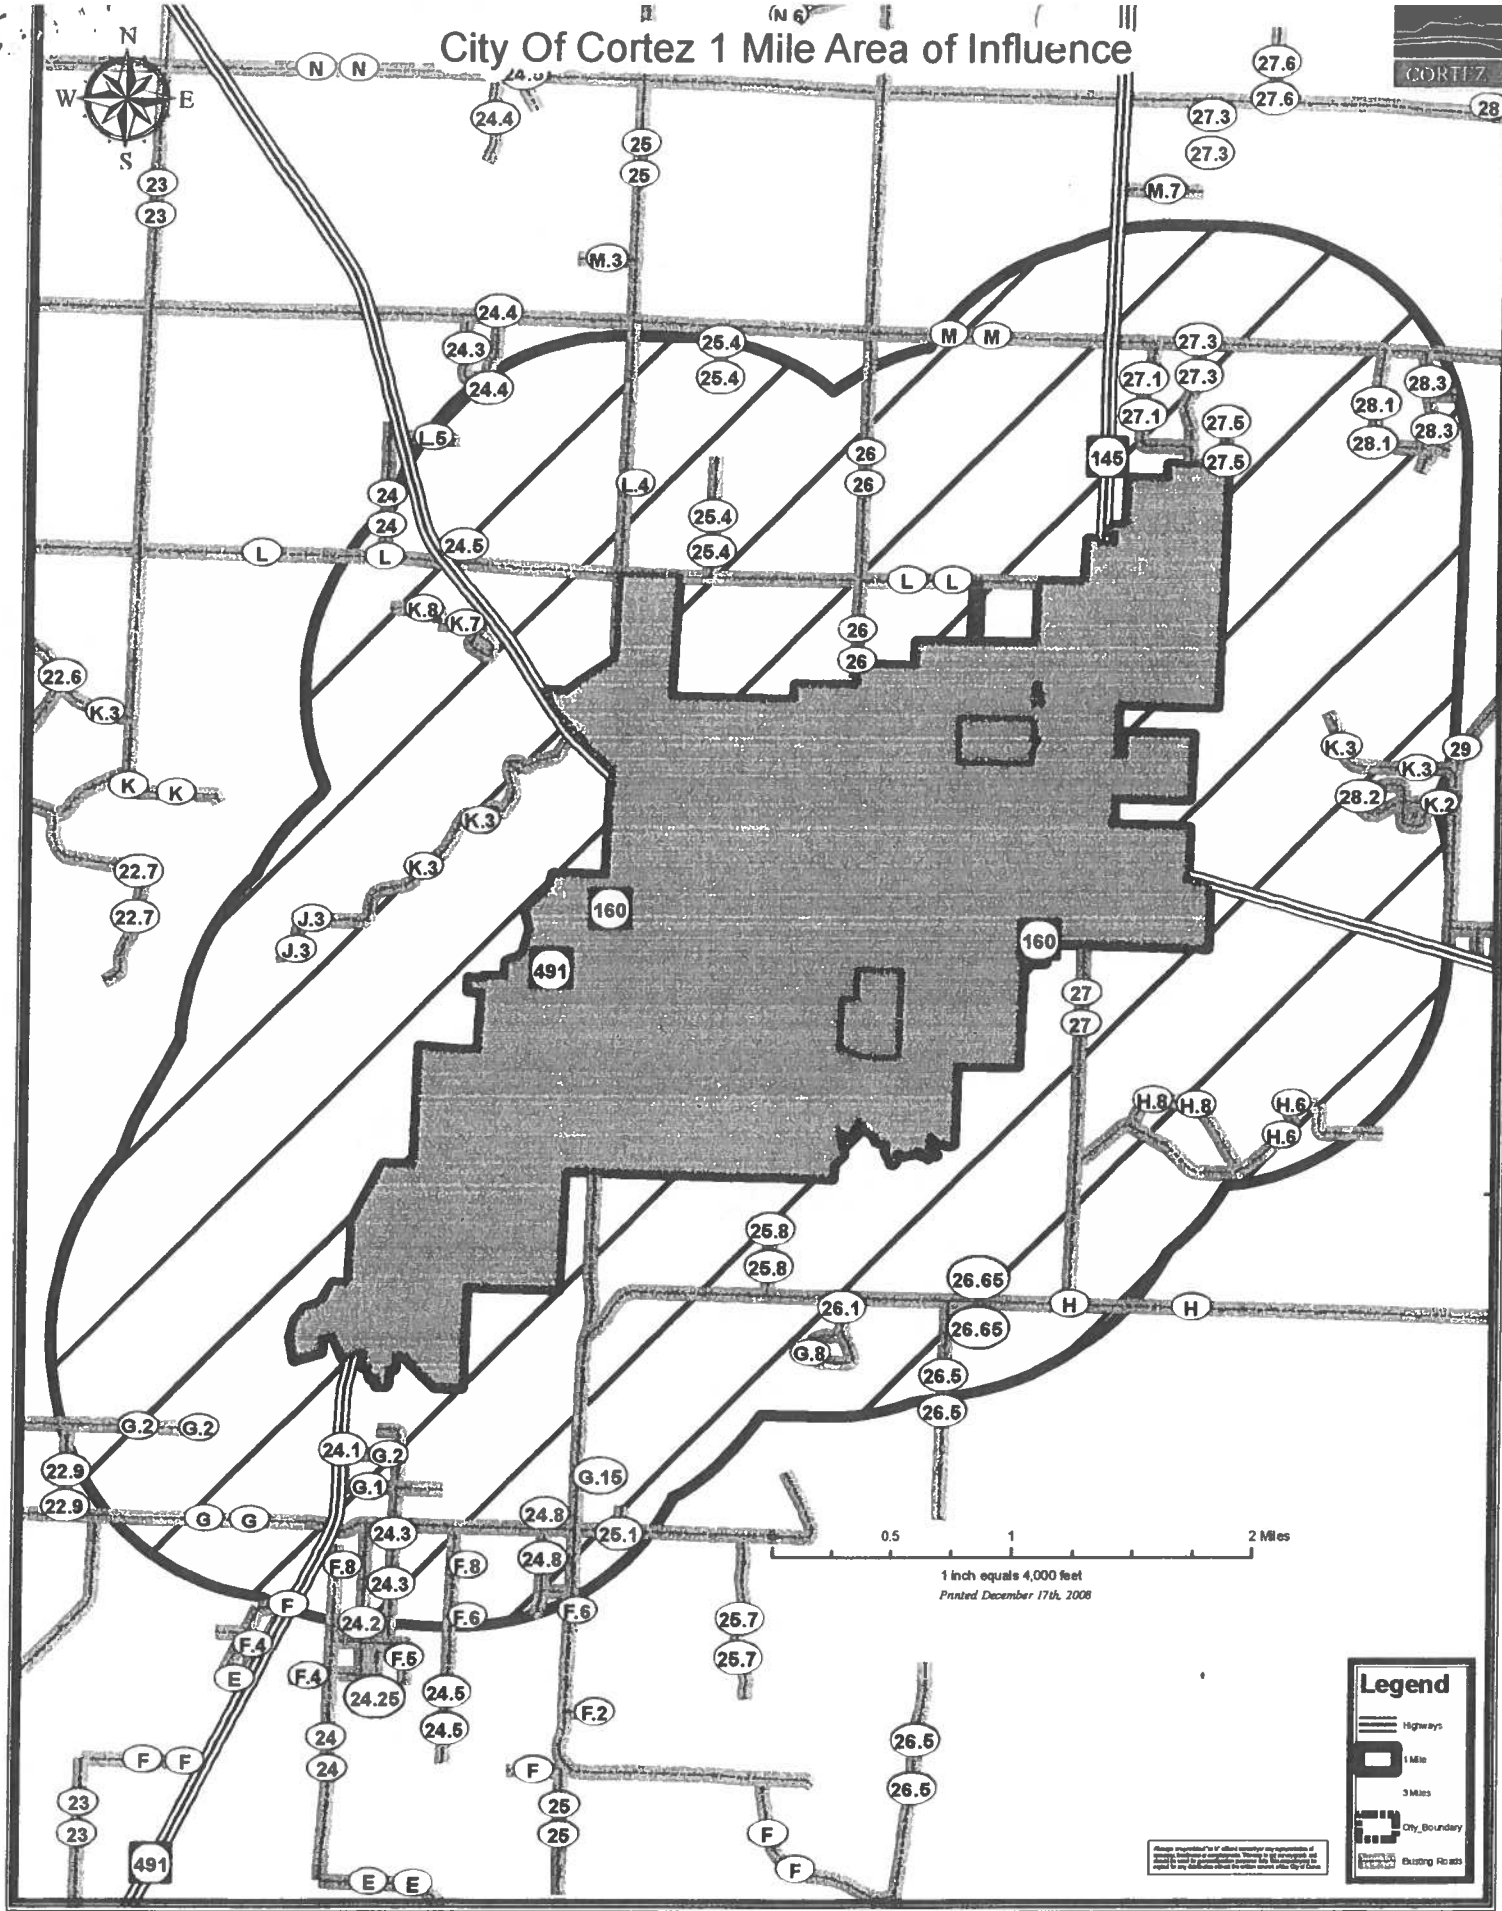 City Of Cortez 1 Mile Area of Influence
CORTEZ
N
W E
S
N 6
N N
24.4
27.6
27.6
27.3
28
27.3
25
25
23
23
M.7
M.3
24.4
24.3
24.4
25.4
25.4
M M
27.3
27.1 27.3
27.1
28.3
28.1
28.3
28.1
27.5
27.5
145
L.5
26
26
L.4
24
24
25.4
25.4
24.5
L L
L L
K.8
K.7
26
26
22.6
K.3
K K
K.3
29
K.3
28.2
K.2
K.3
K.3
22.7
22.7
J.3
J.3
160
160
491
27
27
H.8 H.8
H.6
H.6
25.8
25.8
26.65
26.1
H H
26.65
G.8
26.5
26.5
G.2 G.2
24.1 G.2
22.9
G.1
G.15
22.9
G G
24.8
24.3
25.1
24.8
F.8 F.8
24.3
F
24.2 F.6 F.6
F.4
E
F.5
F.4
24.25
24.5
24.5
25.7
25.7
F.2
24
24
F F
F
26.5
26.5
23
23
25
25
F
F
491
E E
0.5 1 2 Miles
1 inch equals 4,000 feet
Printed December 17th, 2008
Legend
Highways
1 Mile
3 Miles
City_Boundary
Existing Roads